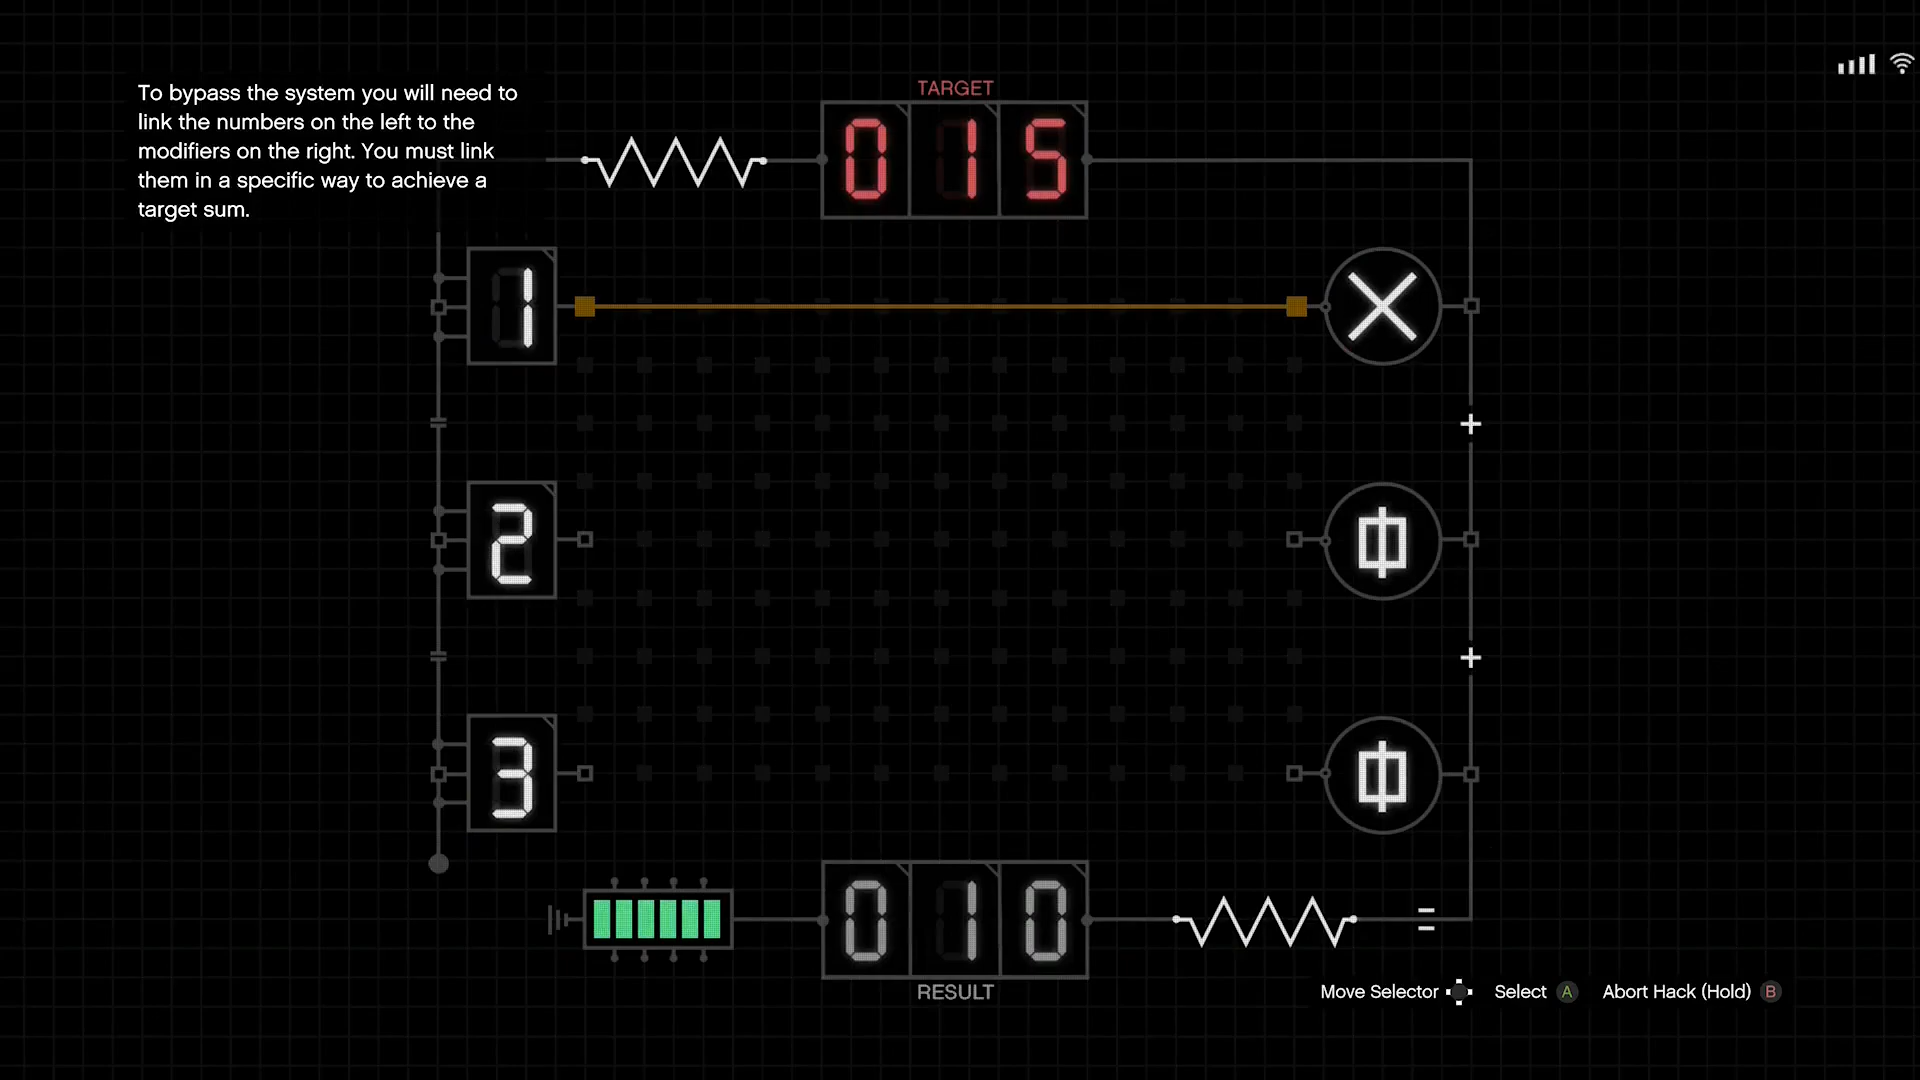 To bypass the system you will need to
link the numbers on the left to the
modifiers on the right. You must link
them in a specific way to achieve a
target sum.
TARGET
015
1
2
3
010
RESULT
Move Selector Select A Abort Hack (Hold) B